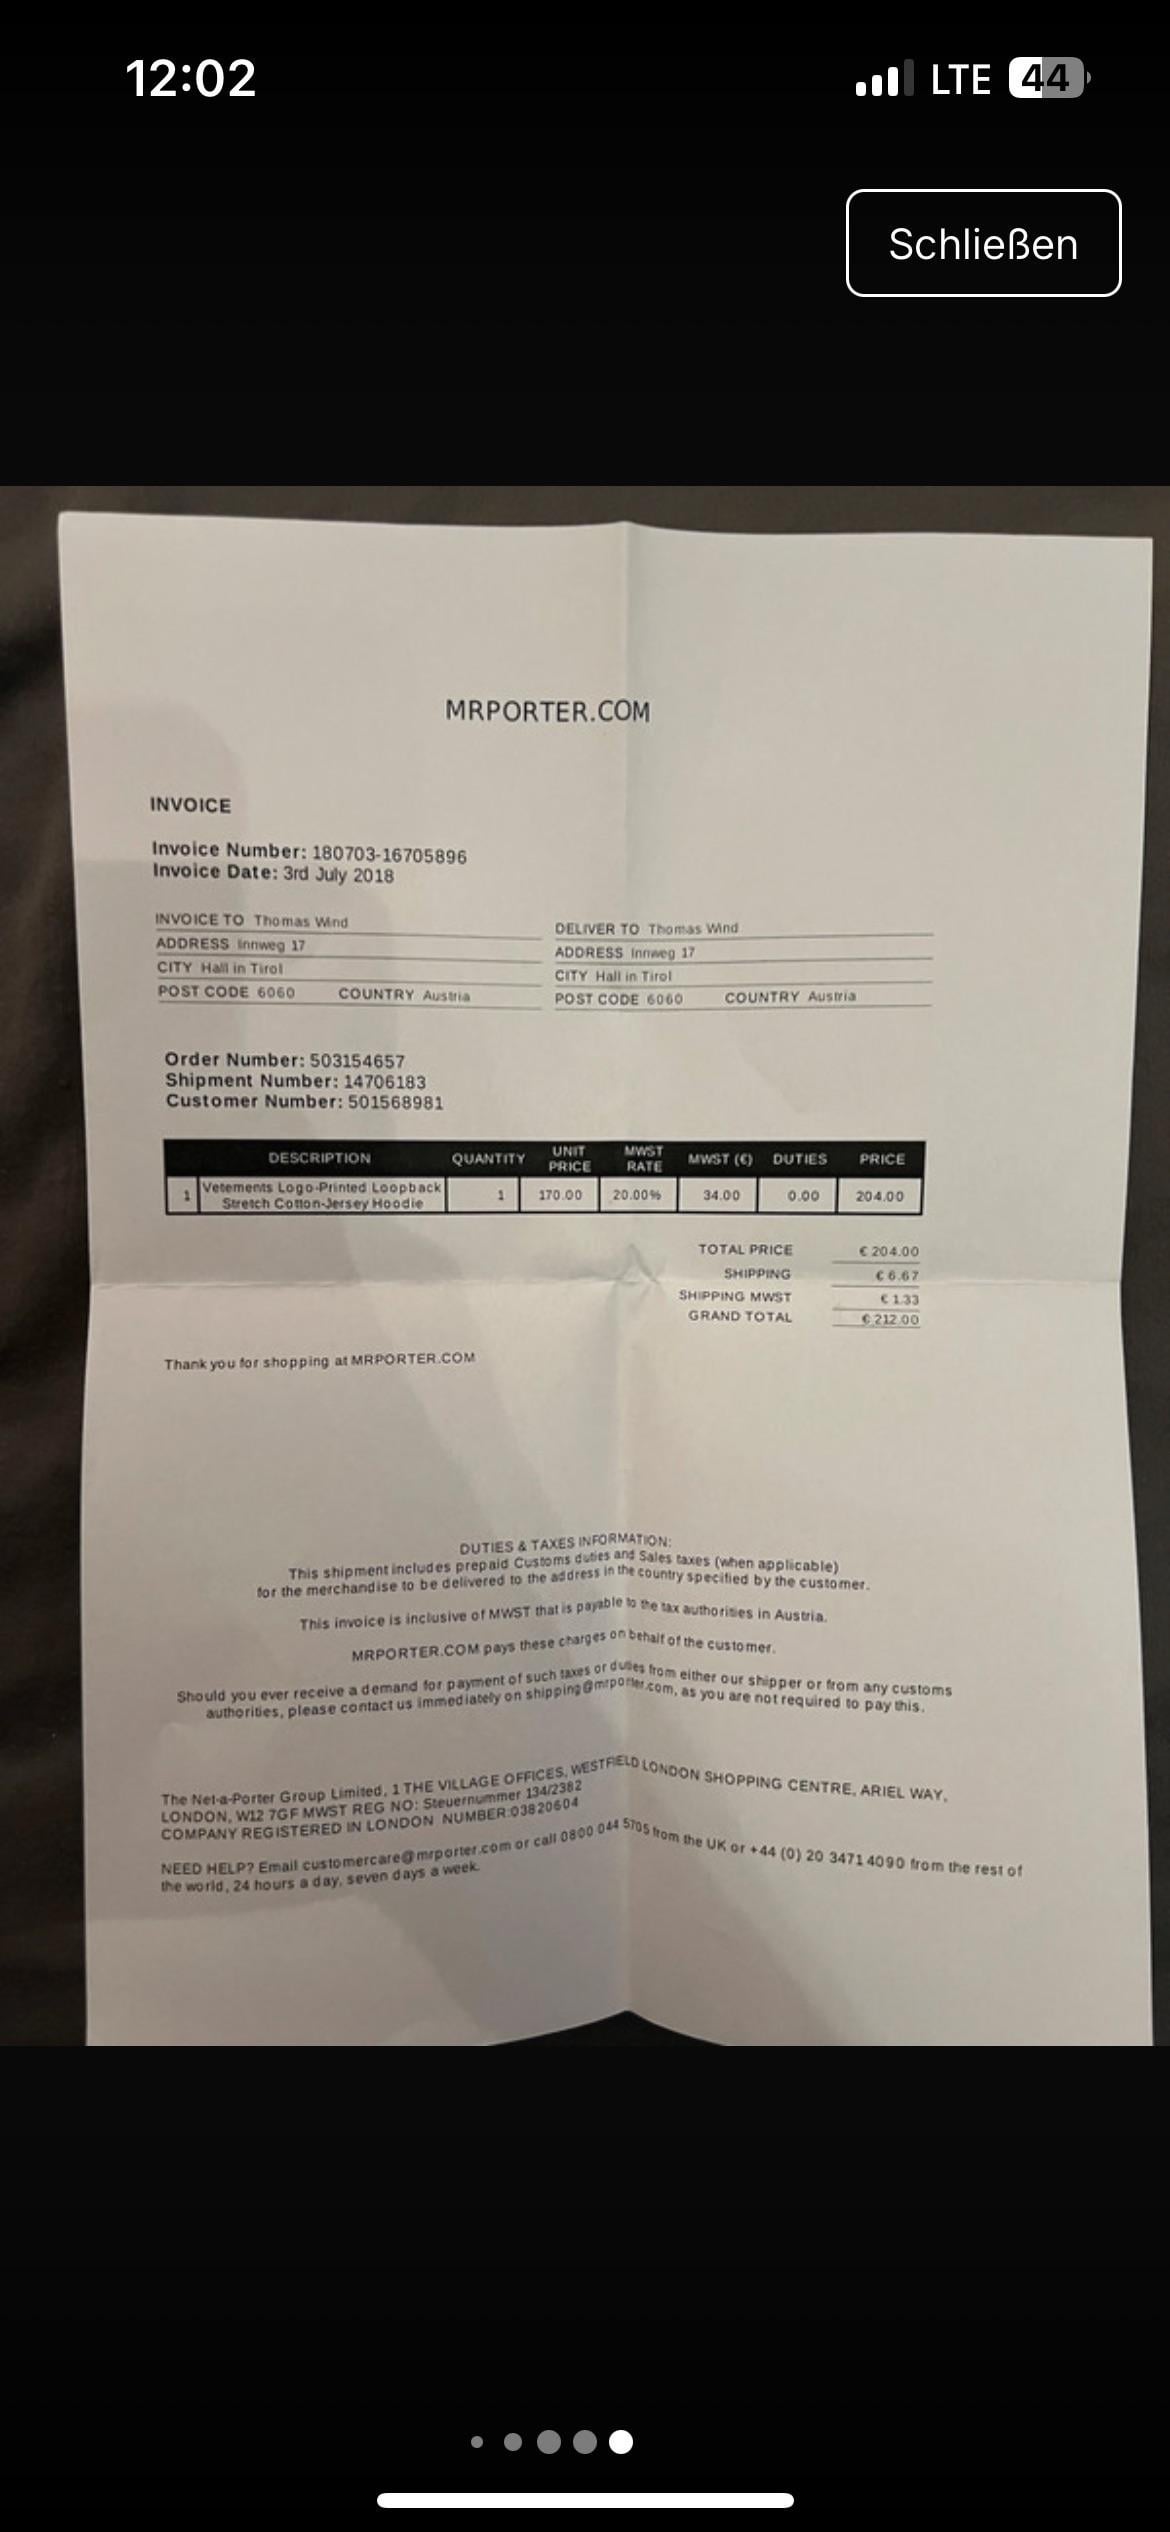 12:02
LTE 44
Schließen
MRPORTER.COM
INVOICE
Invoice Number: 180703-16705896
Invoice Date: 3rd July 2018
INVOICE TO Thomas Wind
ADDRESS Innweg 17
CITY Hall in Tirol
POST CODE 6060 COUNTRY Austria
DELIVER TO Thomas Wind
ADDRESS Innweg 17
CITY Hall in Tirol
POST CODE 6060 COUNTRY Austria
Order Number: 503154657
Shipment Number: 14706183
Customer Number: 501568981
DESCRIPTION QUANTITY UNIT PRICE MWST RATE MWST (€) DUTIES PRICE
1 Vetements Logo-Printed Loopback Stretch Cotton-Jersey Hoodie 1 170.00 20.00% 34.00 0.00 204.00
TOTAL PRICE € 204.00
SHIPPING € 6.67
SHIPPING MWST € 1.33
GRAND TOTAL € 212.00
Thank you for shopping at MRPORTER.COM
DUTIES & TAXES INFORMATION:
This shipment includes prepaid Customs duties and Sales taxes (when applicable)
for the merchandise to be delivered to the address in the country specified by the customer.
This invoice is inclusive of MWST that is payable to the tax authorities in Austria.
MRPORTER.COM pays these charges on behalf of the customer.
Should you ever receive a demand for payment of such taxes or duties from either our shipper or from any customs
authorities, please contact us immediately on shipping@mrporter.com, as you are not required to pay this.
The Net-a-Porter Group Limited, 1 THE VILLAGE OFFICES, WESTFIELD LONDON SHOPPING CENTRE, ARIEL WAY,
LONDON, W12 7GF MWST REG NO: Steuernummer 134/2382
COMPANY REGISTERED IN LONDON NUMBER:03820604
NEED HELP? Email customercare@mrporter.com or call 0800 044 5705 from the UK or +44 (0) 20 3471 4090 from the rest of
the world, 24 hours a day, seven days a week.